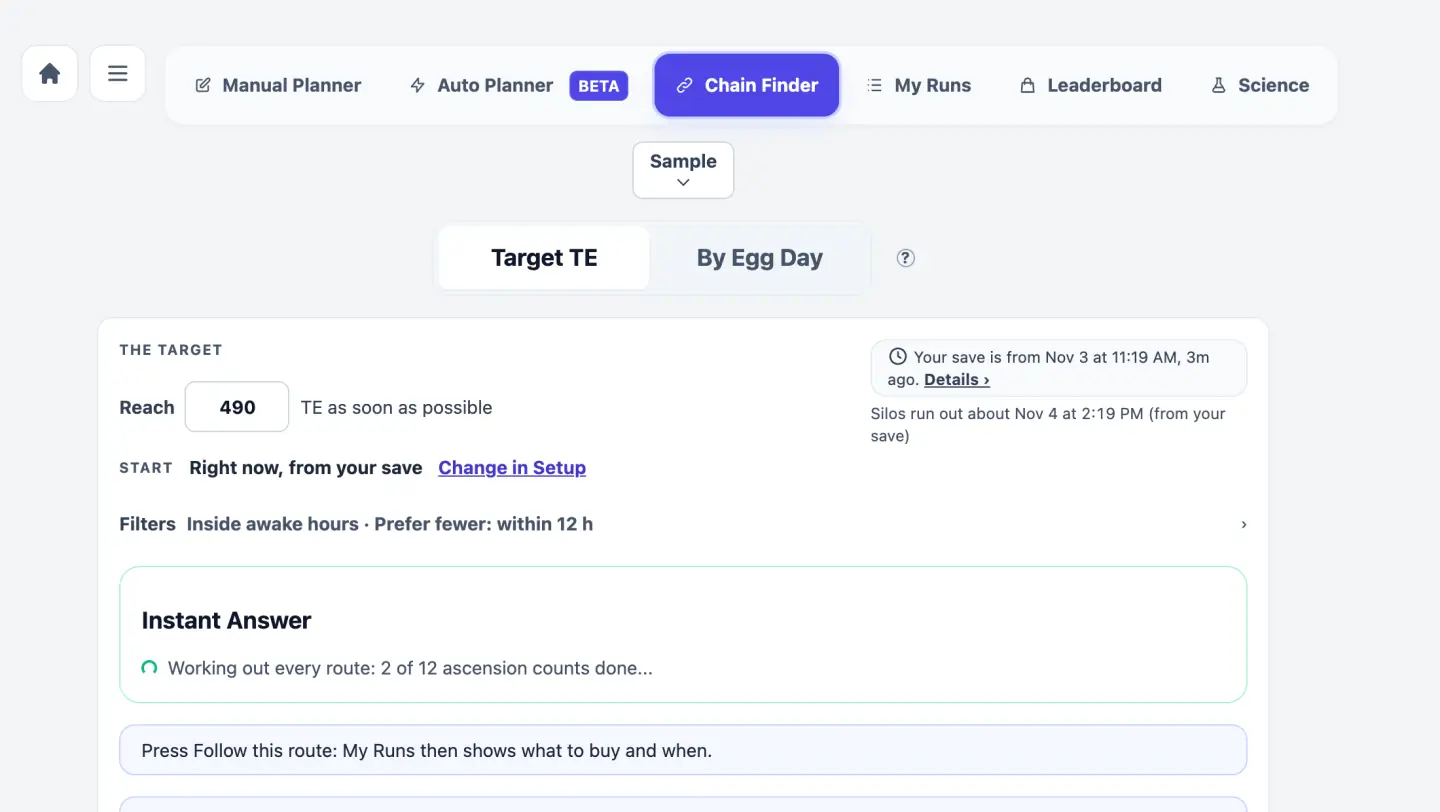 Manual Planner
Auto Planner BETA
Chain Finder
My Runs
Leaderboard
Science
Sample
Target TE
By Egg Day
?
THE TARGET
Your save is from Nov 3 at 11:19 AM, 3m
ago. Details ›
Reach 490 TE as soon as possible
Silos run out about Nov 4 at 2:19 PM (from your
save)
START Right now, from your save Change in Setup
Filters Inside awake hours · Prefer fewer: within 12 h ›
Instant Answer
Working out every route: 2 of 12 ascension counts done...
Press Follow this route: My Runs then shows what to buy and when.